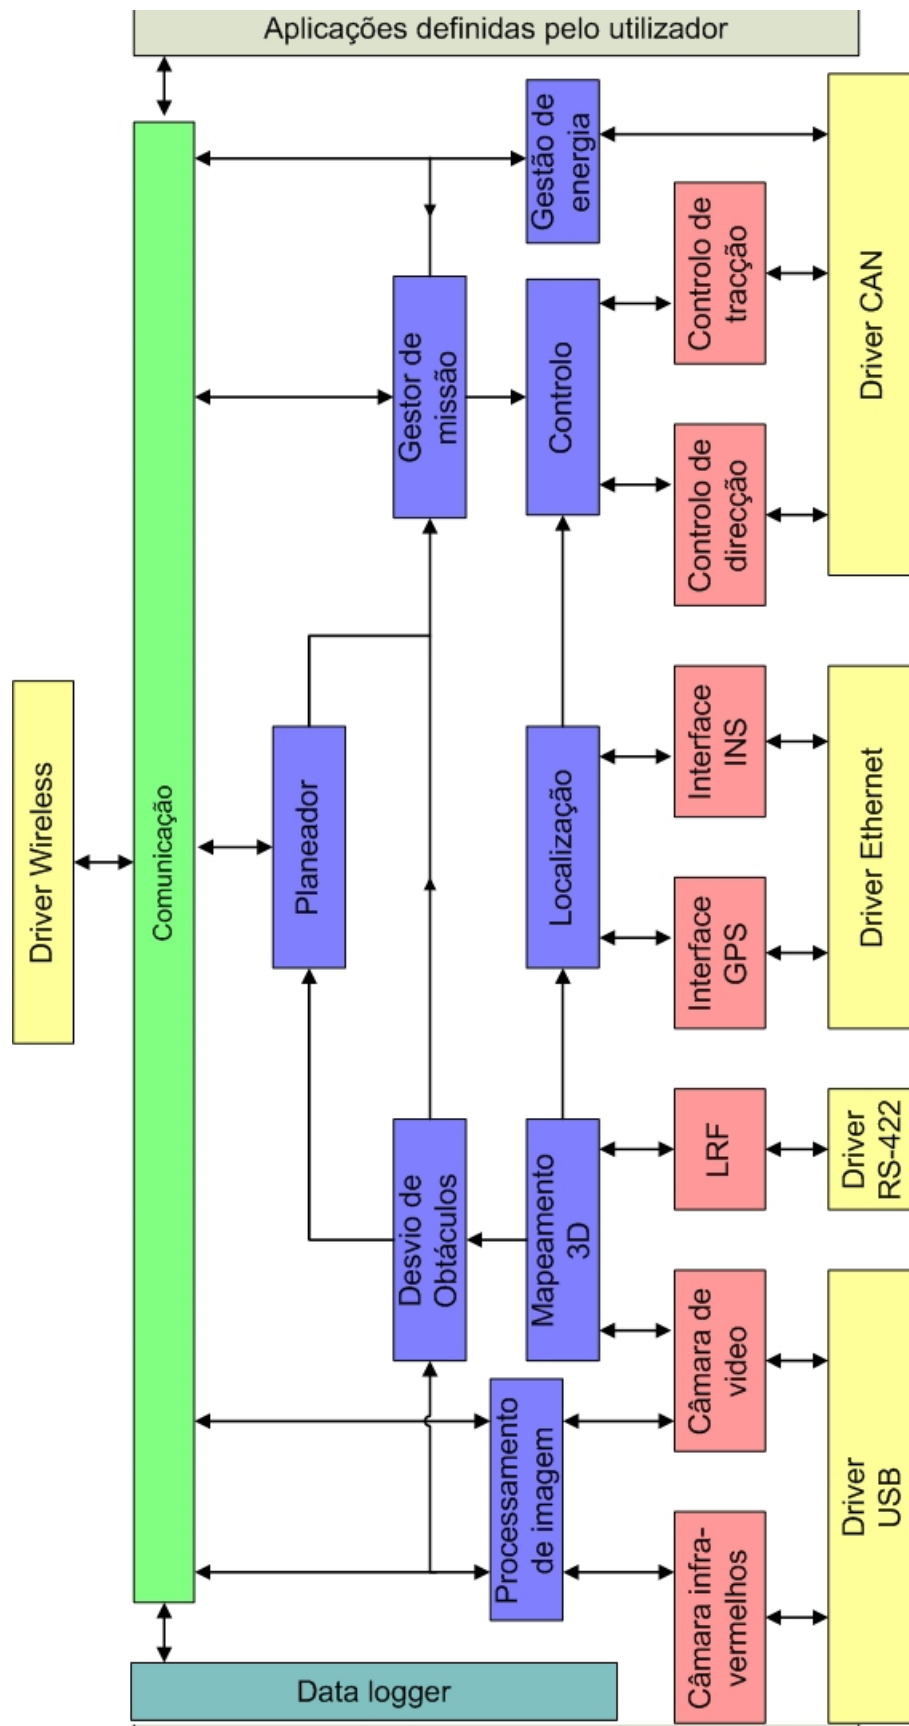 Aplicações definidas pelo utilizador
Gestão de
energia
Controlo de
tracção
Driver CAN
Gestor de
missão
Controlo
Controlo de
direcção
Driver Wireless
Comunicação
Planeador
Localização
Interface
INS
Interface
GPS
Driver Ethernet
Desvio de
Obtáculos
Mapeamento
3D
LRF
Driver
RS-422
Câmara de
video
Processamento
de imagem
Câmara infra-
vermelhos
Driver
USB
Data logger